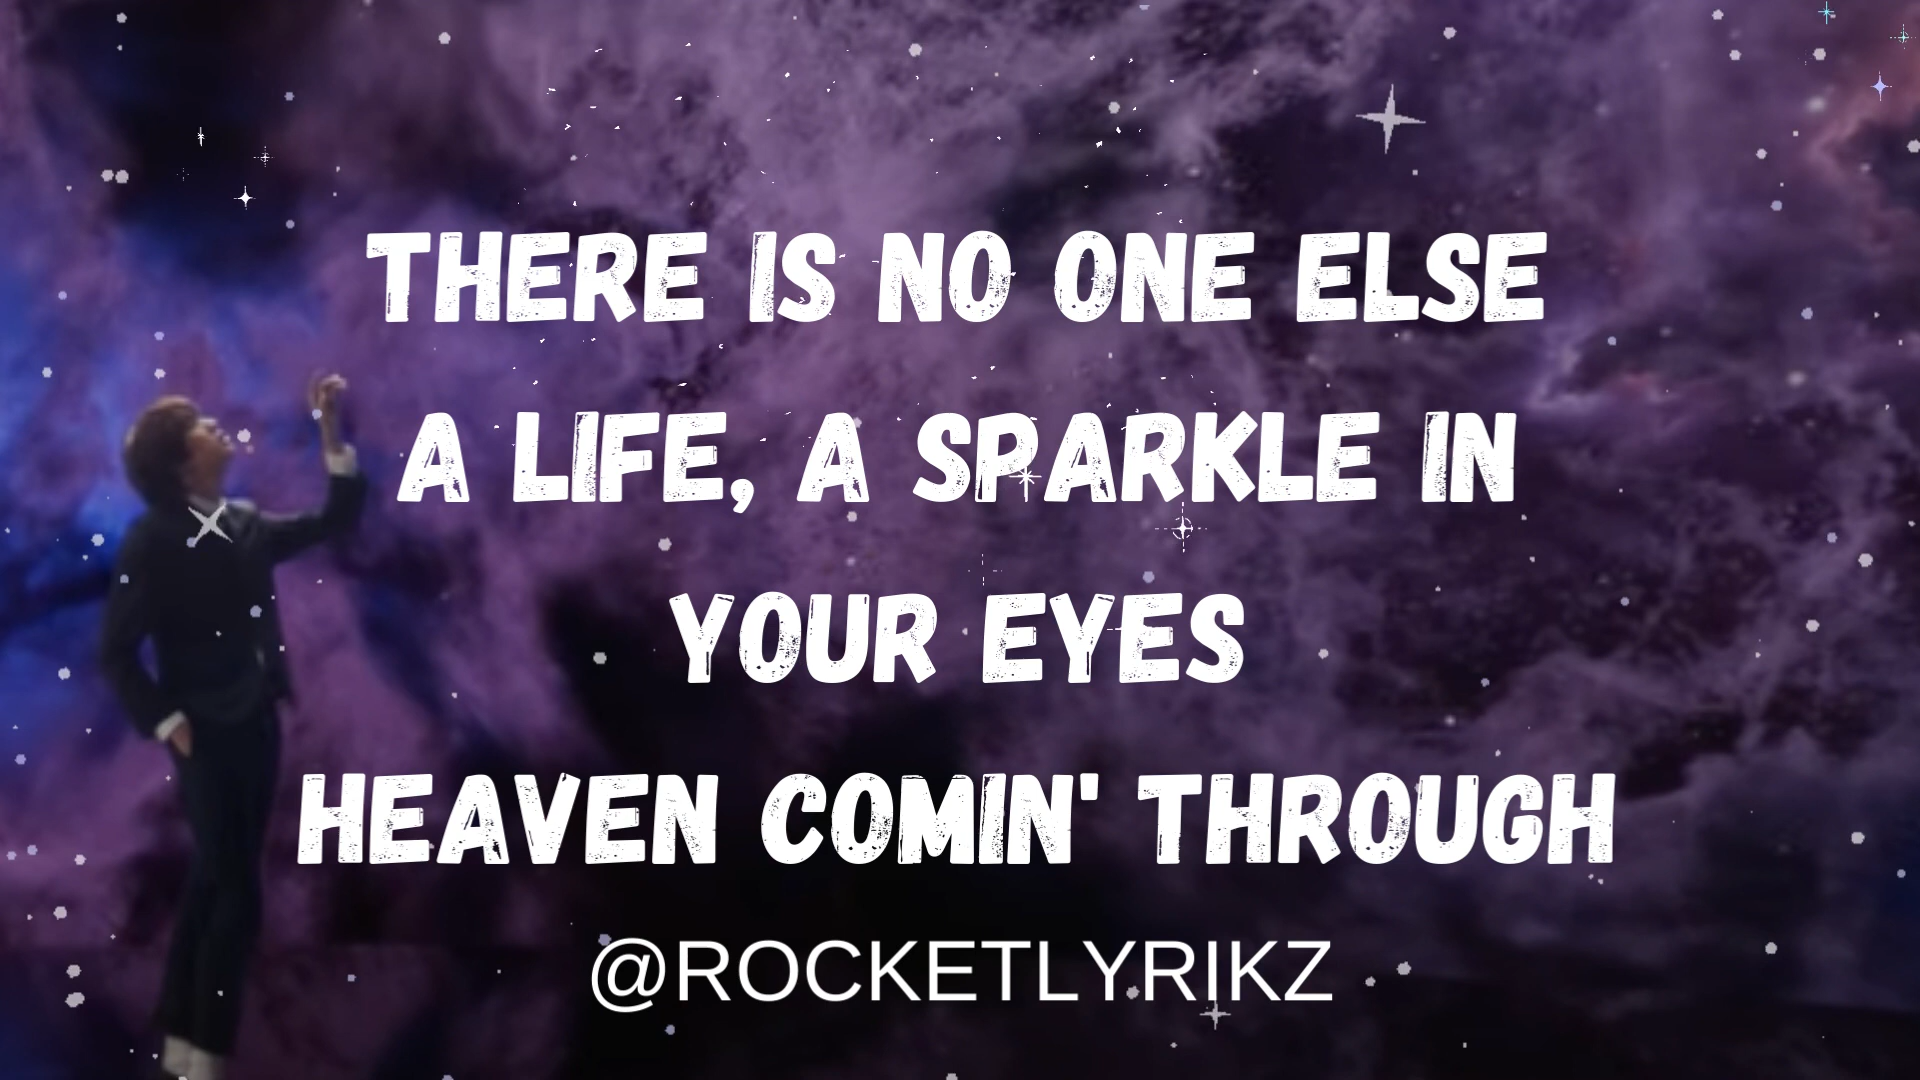 THERE IS NO ONE ELSE
A LIFE, A SPARKLE IN
YOUR EYES
HEAVEN COMIN' THROUGH
@ROCKETLYRIKZ